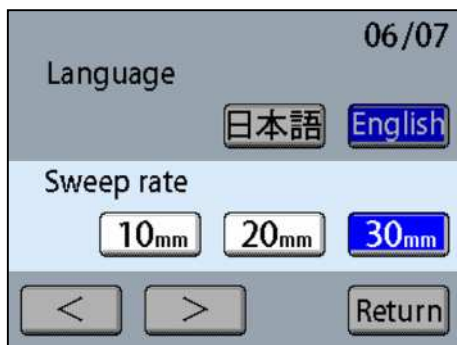 06/07
Language
日本語 English
Sweep rate
10mm 20mm 30mm
< > Return